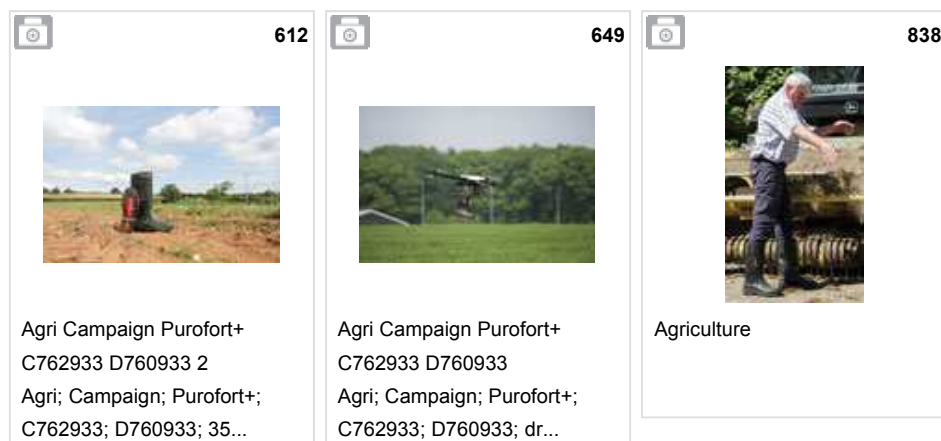 612
Agri Campaign Purofort+
C762933 D760933 2
Agri; Campaign; Purofort+;
C762933; D760933; 35...
649
Agri Campaign Purofort+
C762933 D760933
Agri; Campaign; Purofort+;
C762933; D760933; dr...
838
Agriculture